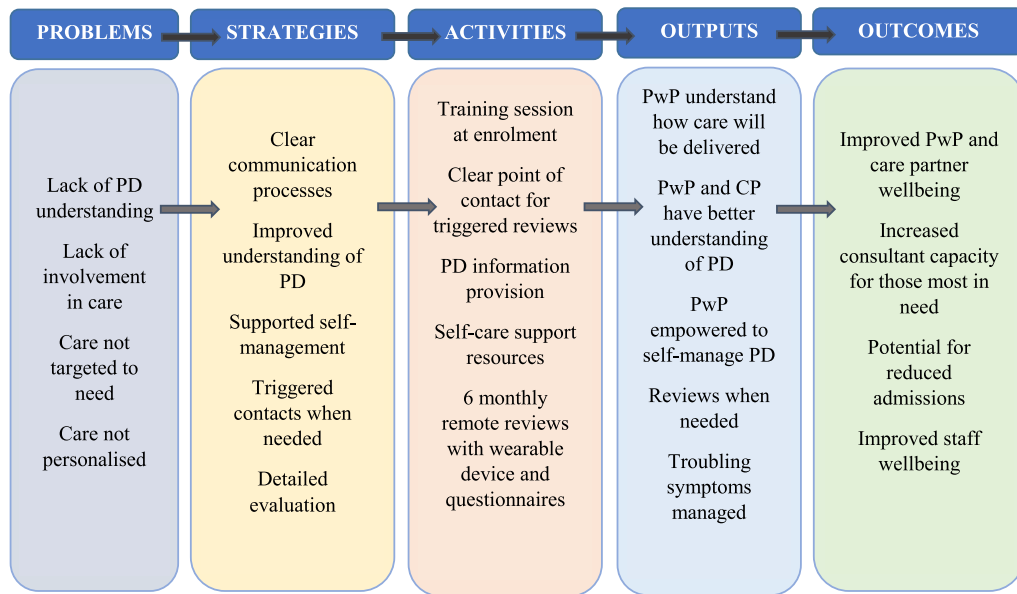 PROBLEMS
STRATEGIES
ACTIVITIES
OUTPUTS
OUTCOMES
Lack of PD
understanding
Lack of
involvement
in care
Care not
targeted to
need
Care not
personalised
Clear
communication
processes
Improved
understanding of
PD
Supported self-
management
Triggered
contacts when
needed
Detailed
evaluation
Training session
at enrolment
Clear point of
contact for
triggered reviews
PD information
provision
Self-care support
resources
6 monthly
remote reviews
with wearable
device and
questionnaires
PwP understand
how care will
be delivered
PwP and CP
have better
understanding
of PD
PwP
empowered to
self-manage PD
Reviews when
needed
Troubling
symptoms
managed
Improved PwP and
care partner
wellbeing
Increased
consultant capacity
for those most in
need
Potential for
reduced
admissions
Improved staff
wellbeing